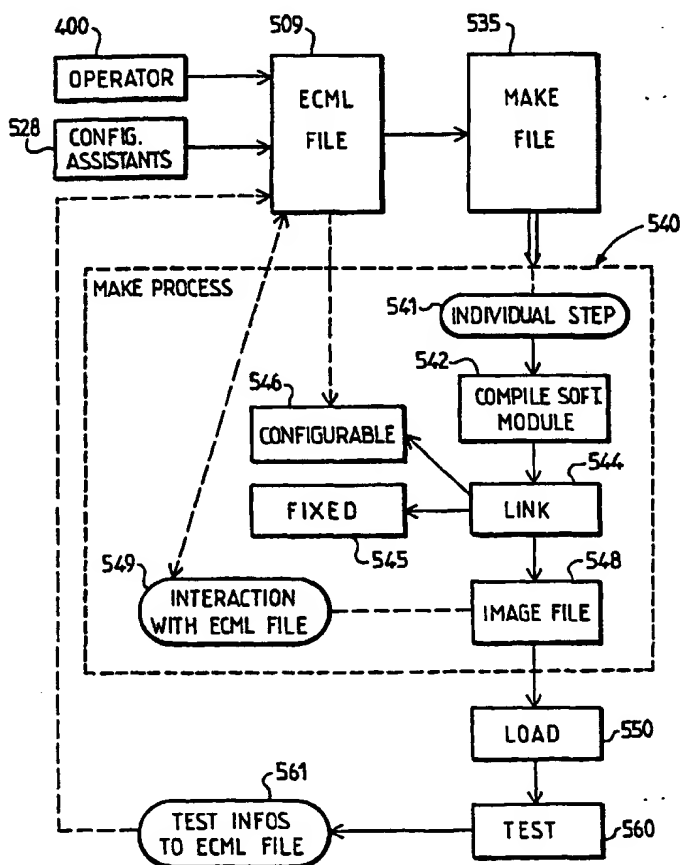 400
509
535
OPERATOR
ECML
FILE
MAKE
FILE
528
CONFIG.
ASSISTANTS
540
MAKE PROCESS
541
INDIVIDUAL STEP
542
546
COMPILE SOFT.
MODULE
CONFIGURABLE
544
FIXED
LINK
545
548
549
INTERACTION
WITH ECML FILE
IMAGE FILE
LOAD
550
561
TEST INFOS
TO ECML FILE
TEST
560